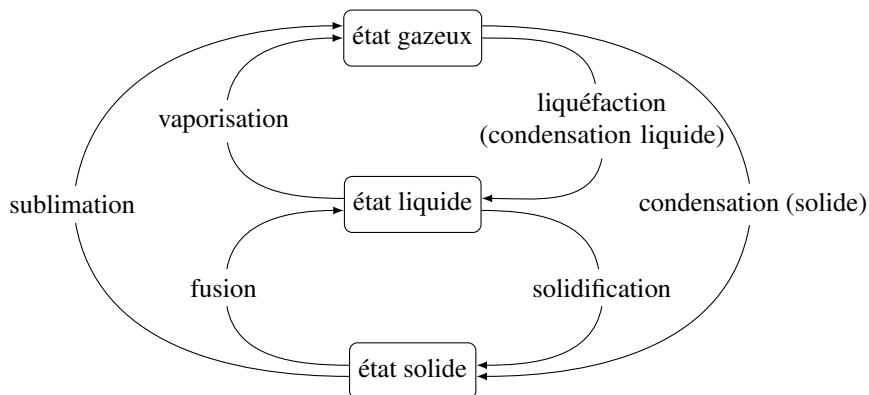 état gazeux
vaporisation
liquéfaction
(condensation liquide)
sublimation
état liquide
condensation (solide)
fusion
solidification
état solide